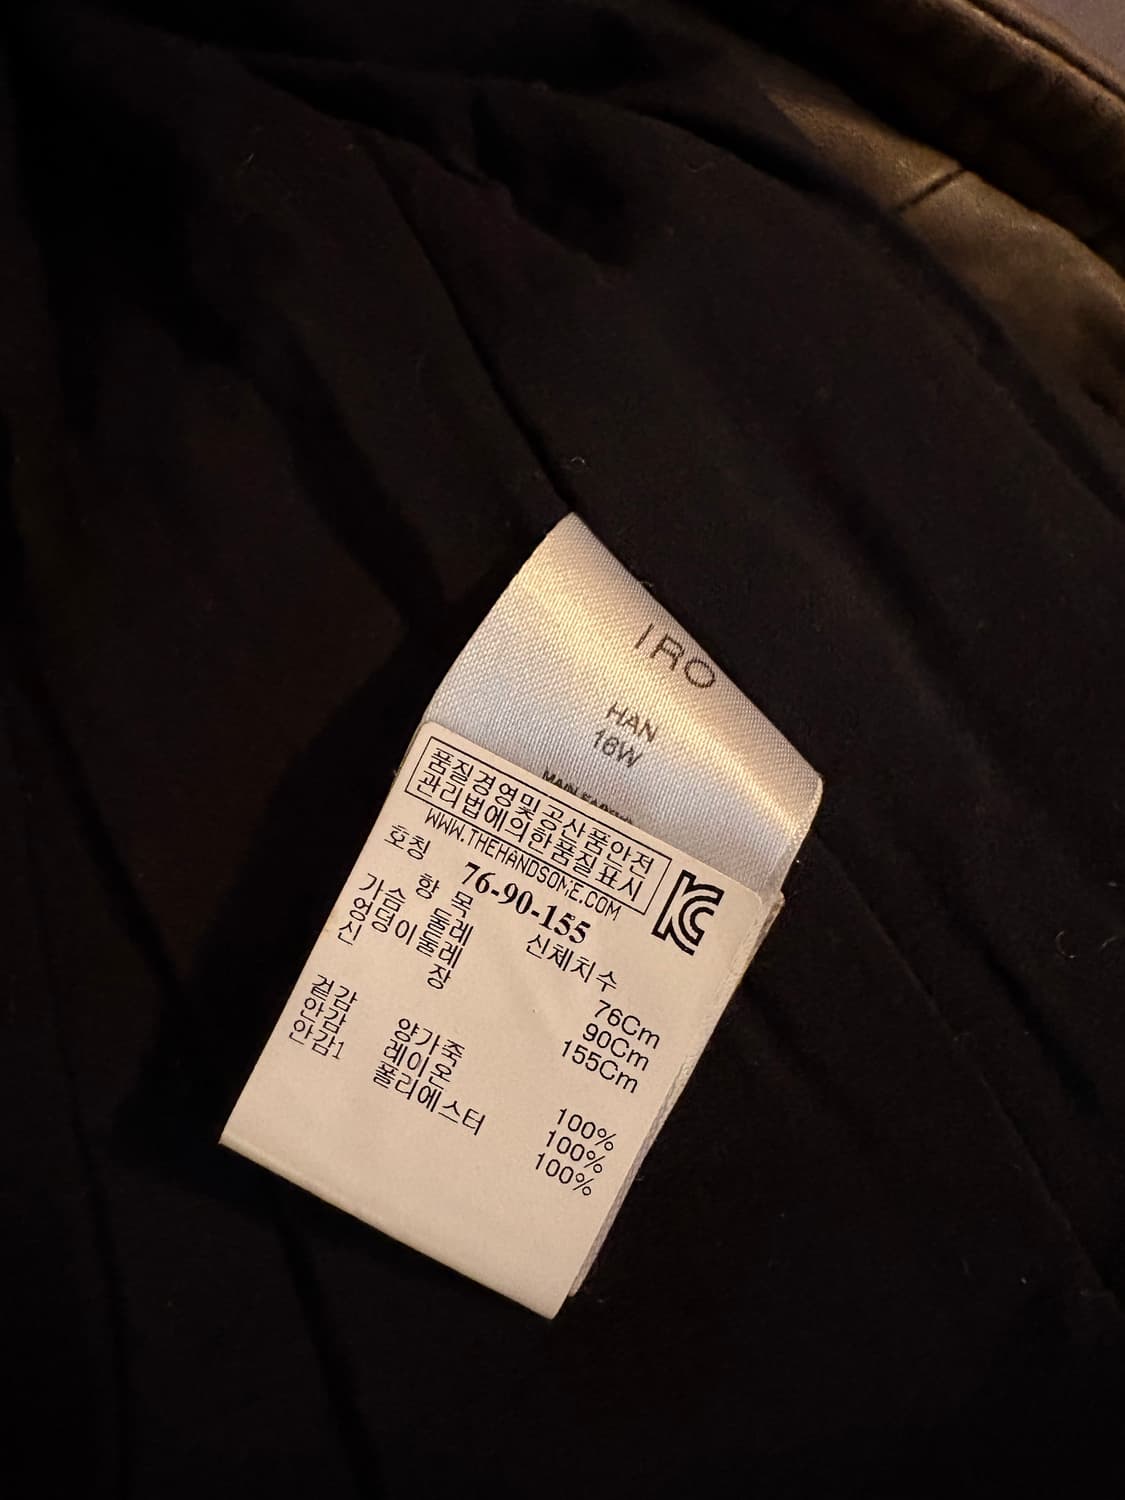 IRO
HAN
16W
품질경영및공산품안전
관리법에의한품질표시
WWW.THEHANDSOME.COM
호칭 76-90-155
항 목 신체치수
가슴둘레 76Cm
엉덩이둘레 90Cm
신 장 155Cm
겉감 양가죽 100%
안감 레이온 100%
안감1 폴리에스터 100%